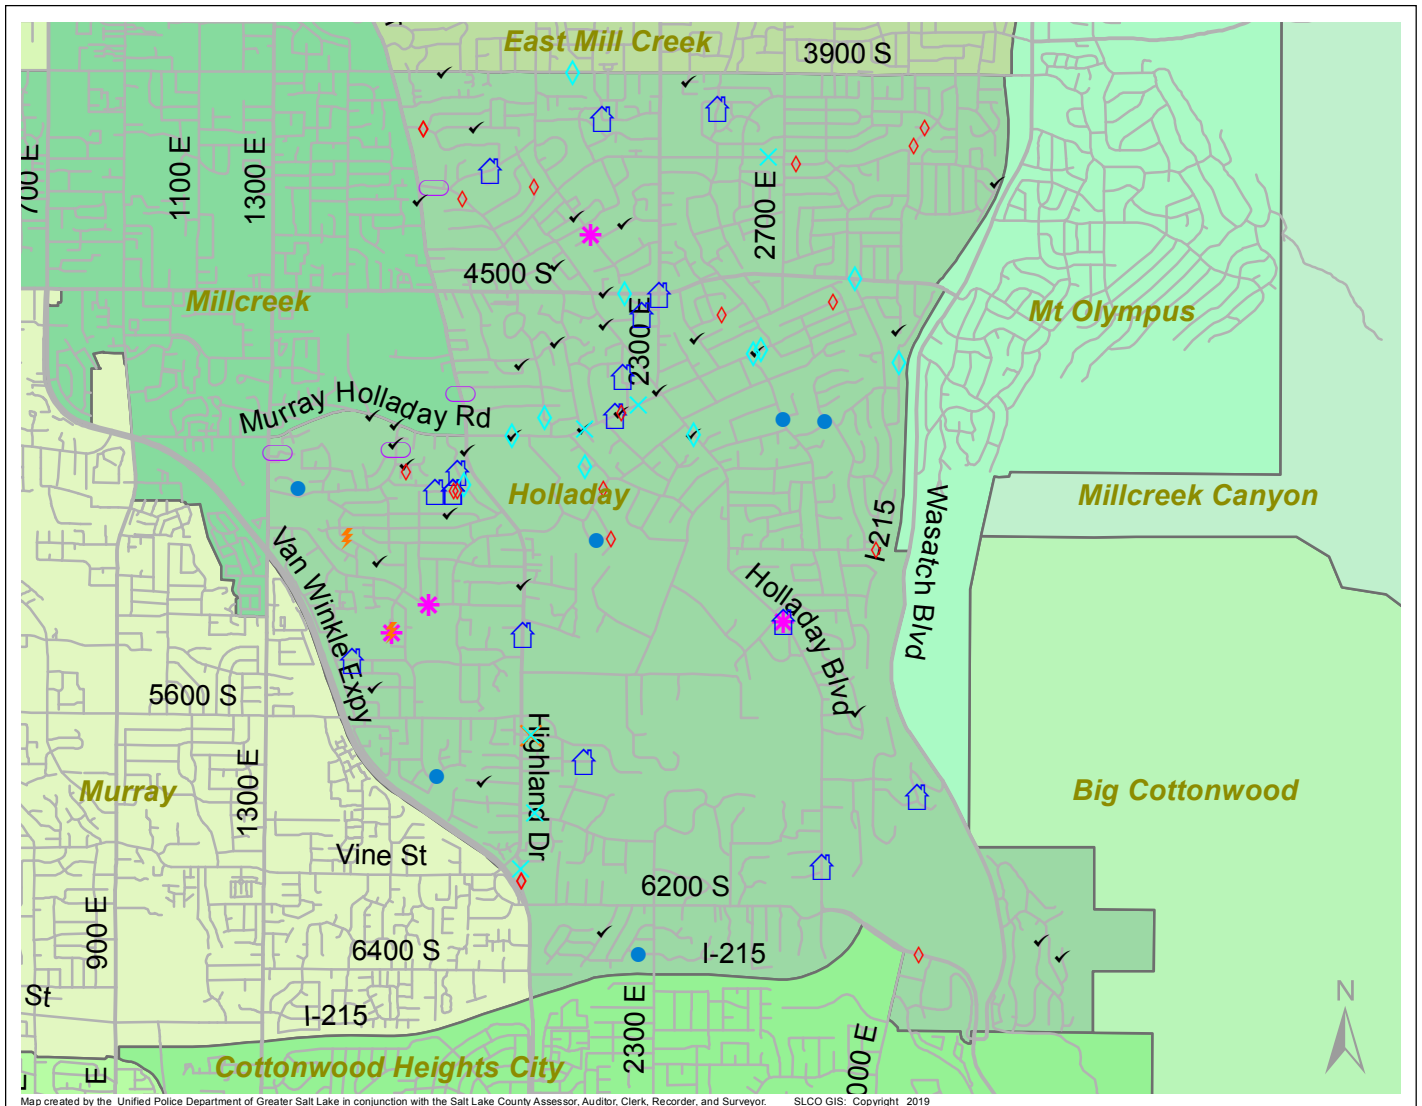 East Mill Creek
3900 S
700 E
1100 E
1300 E
2700 E
4500 S
Millcreek
Mt Olympus
2300 E
Murray Holladay Rd
Holladay
Millcreek Canyon
I-215
Wasatch Blvd
Van Winkle Expy
Holladay Blvd
5600 S
Highland Dr
1300 E
Murray
Big Cottonwood
Vine St
6200 S
900 E
6400 S
I-215
St
I-215
2300 E
000 E
Cottonwood Heights City
E
N
Map created by the Unified Police Department of Greater Salt Lake in conjunction with the Salt Lake County Assessor, Auditor, Clerk, Recorder, and Surveyor. SLCO GIS: Copyright 2019